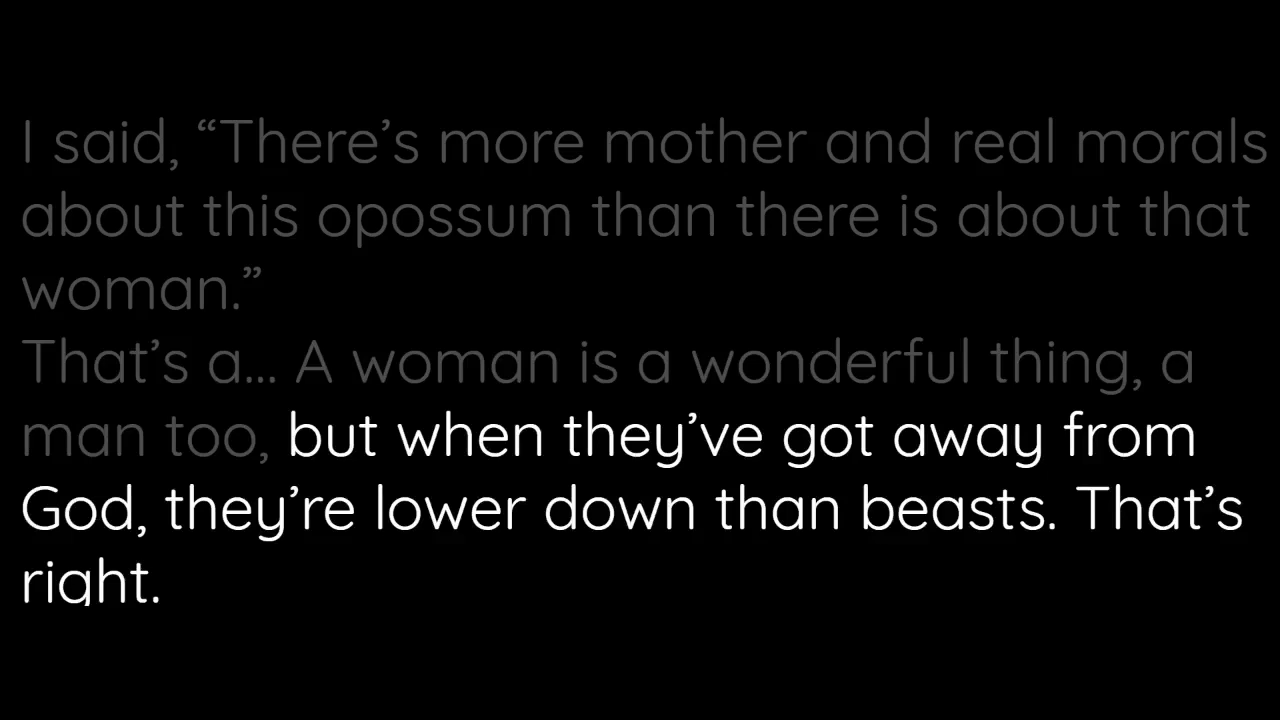 I said, “There’s more mother and real morals
about this opossum than there is about that
woman.”
That’s a... A woman is a wonderful thing, a
man too, but when they’ve got away from
God, they’re lower down than beasts. That’s
right.